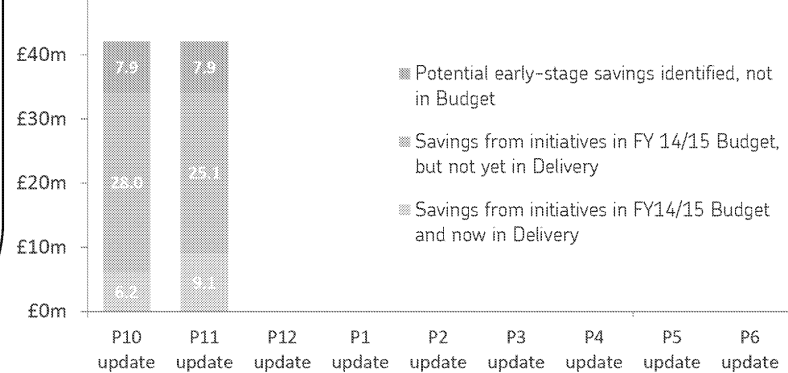 £40m
£30m
£20m
£10m
£0m
7.9
7.9
28.0
25.1
6.2
9.1
Potential early-stage savings identified, not
in Budget
Savings from initiatives in FY 14/15 Budget,
but not yet in Delivery
Savings from initiatives in FY14/15 Budget
and now in Delivery
P10 P11 P12 P1 P2 P3 P4 P5 P6
update update update update update update update update update